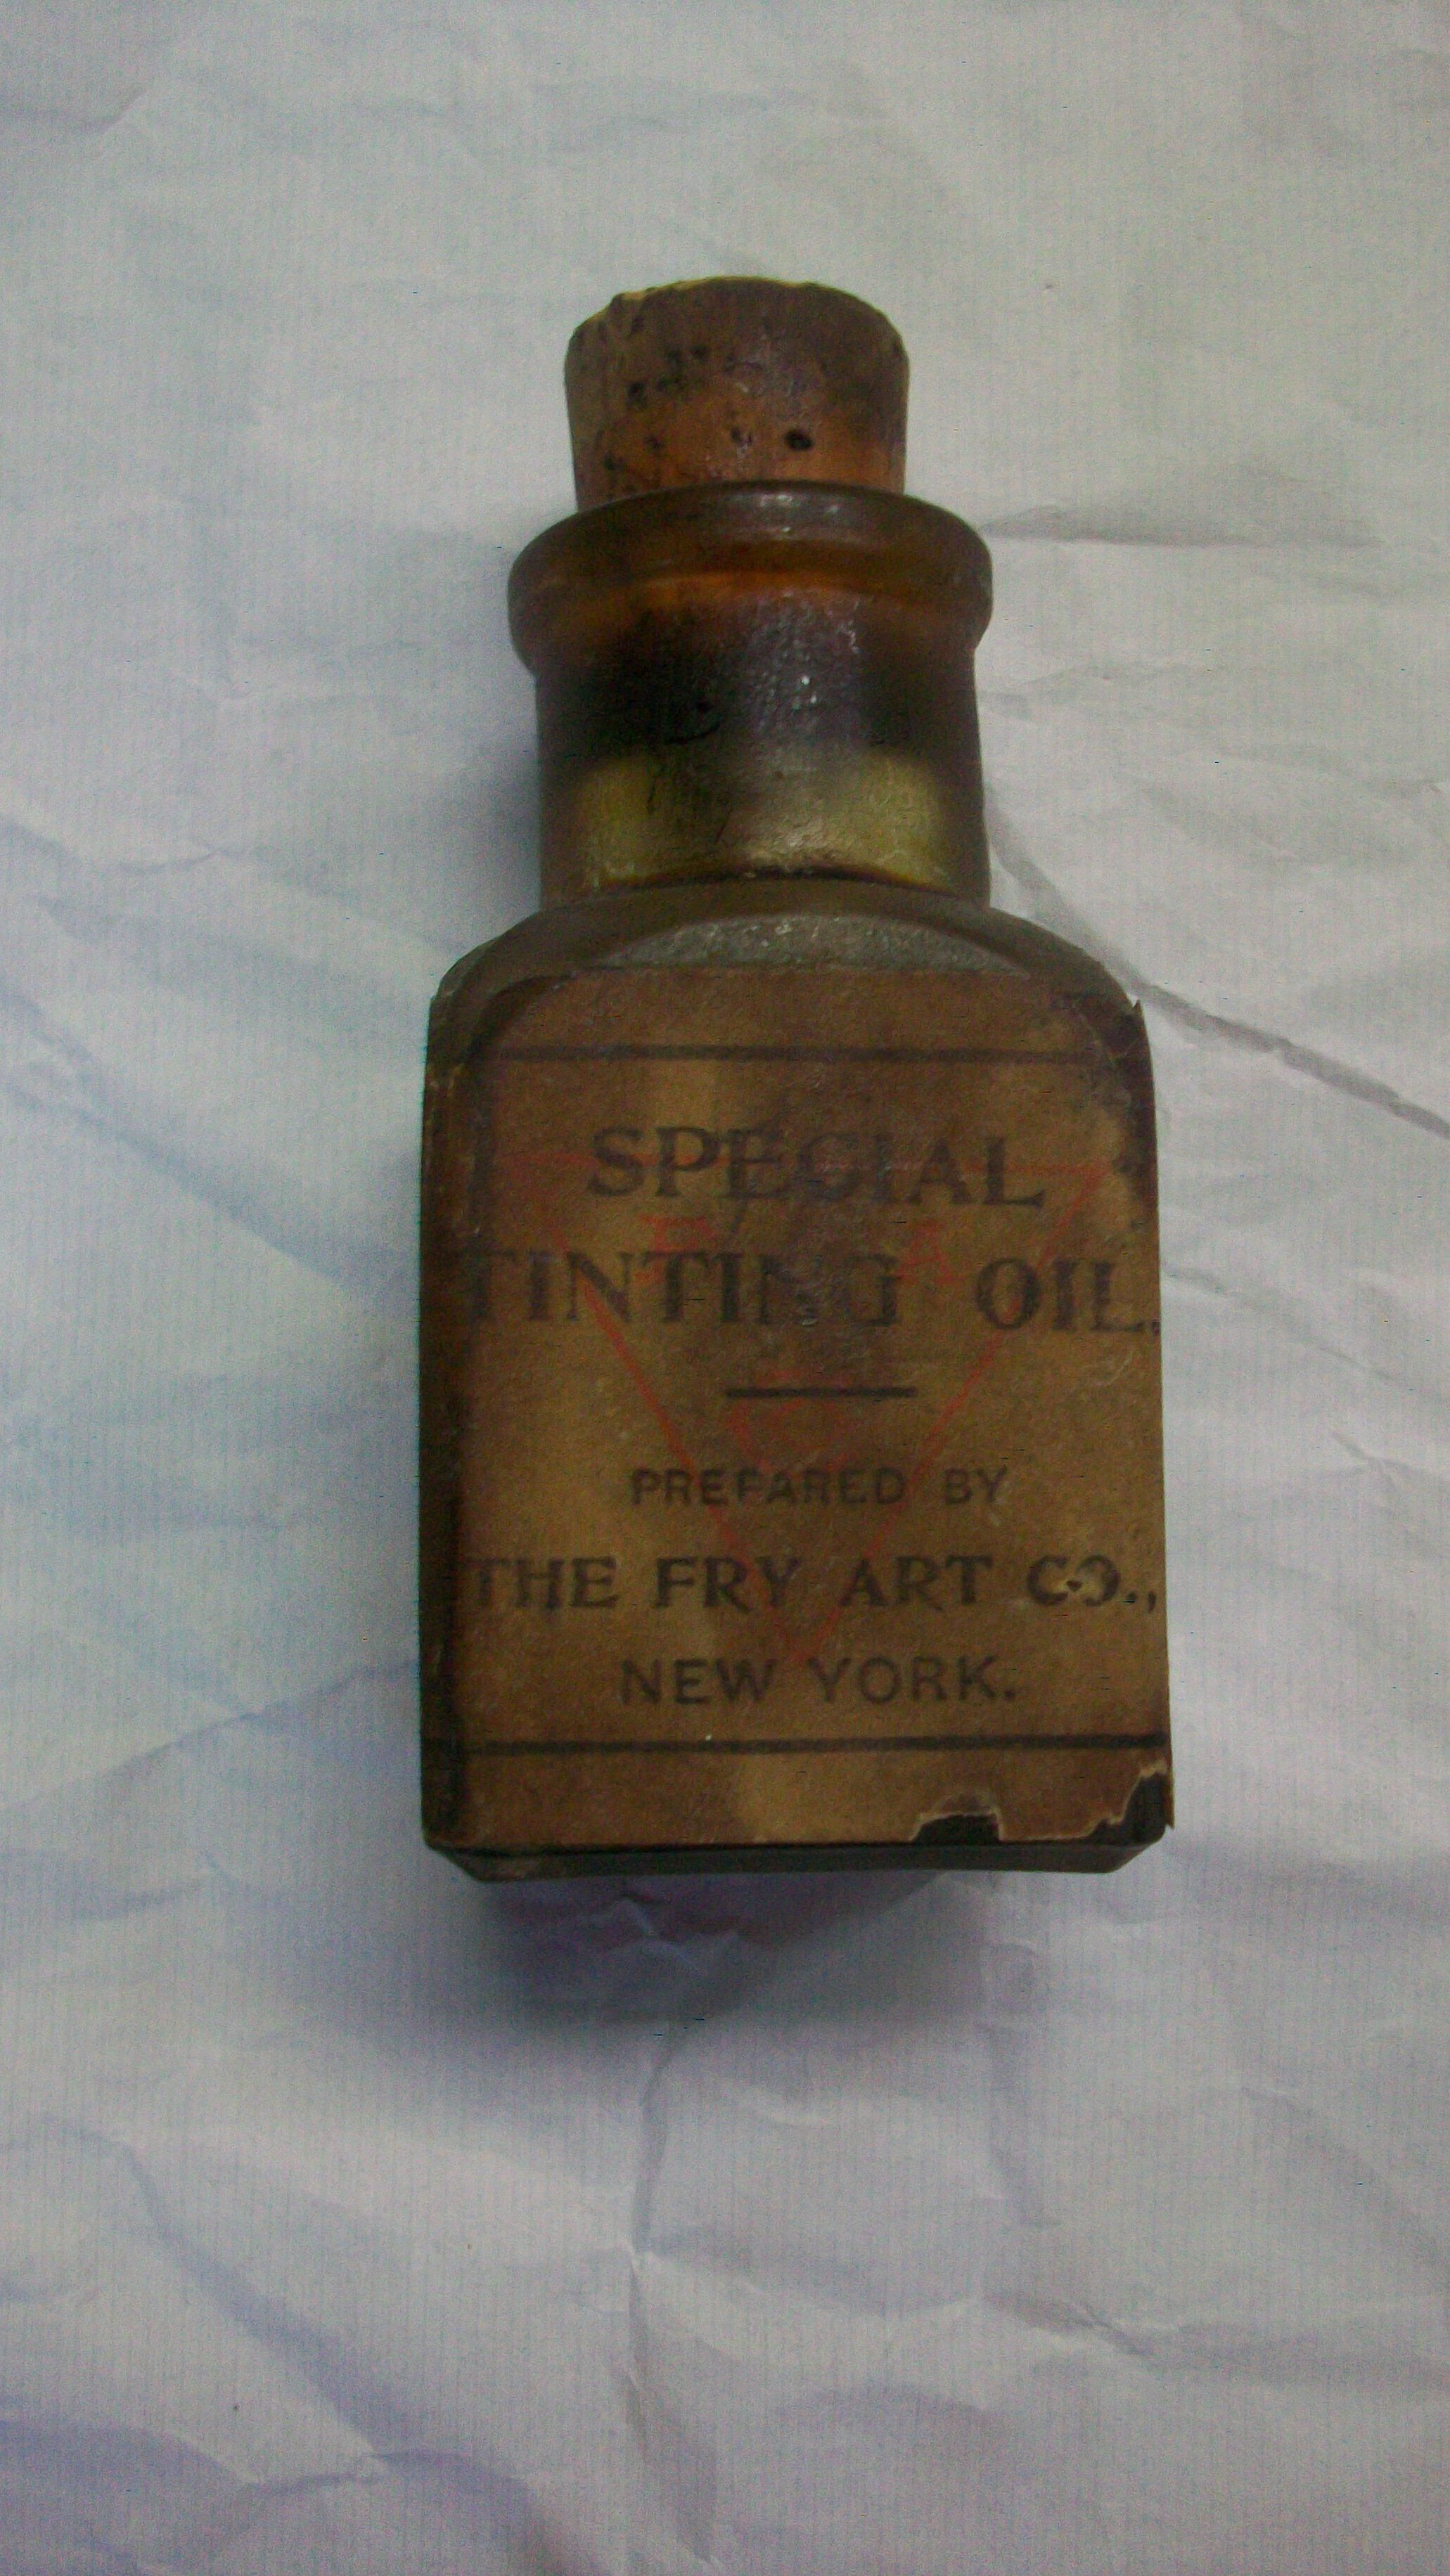 SPECIAL
TINTING OIL.
PREPARED BY
THE FRY ART CO.,
NEW YORK.